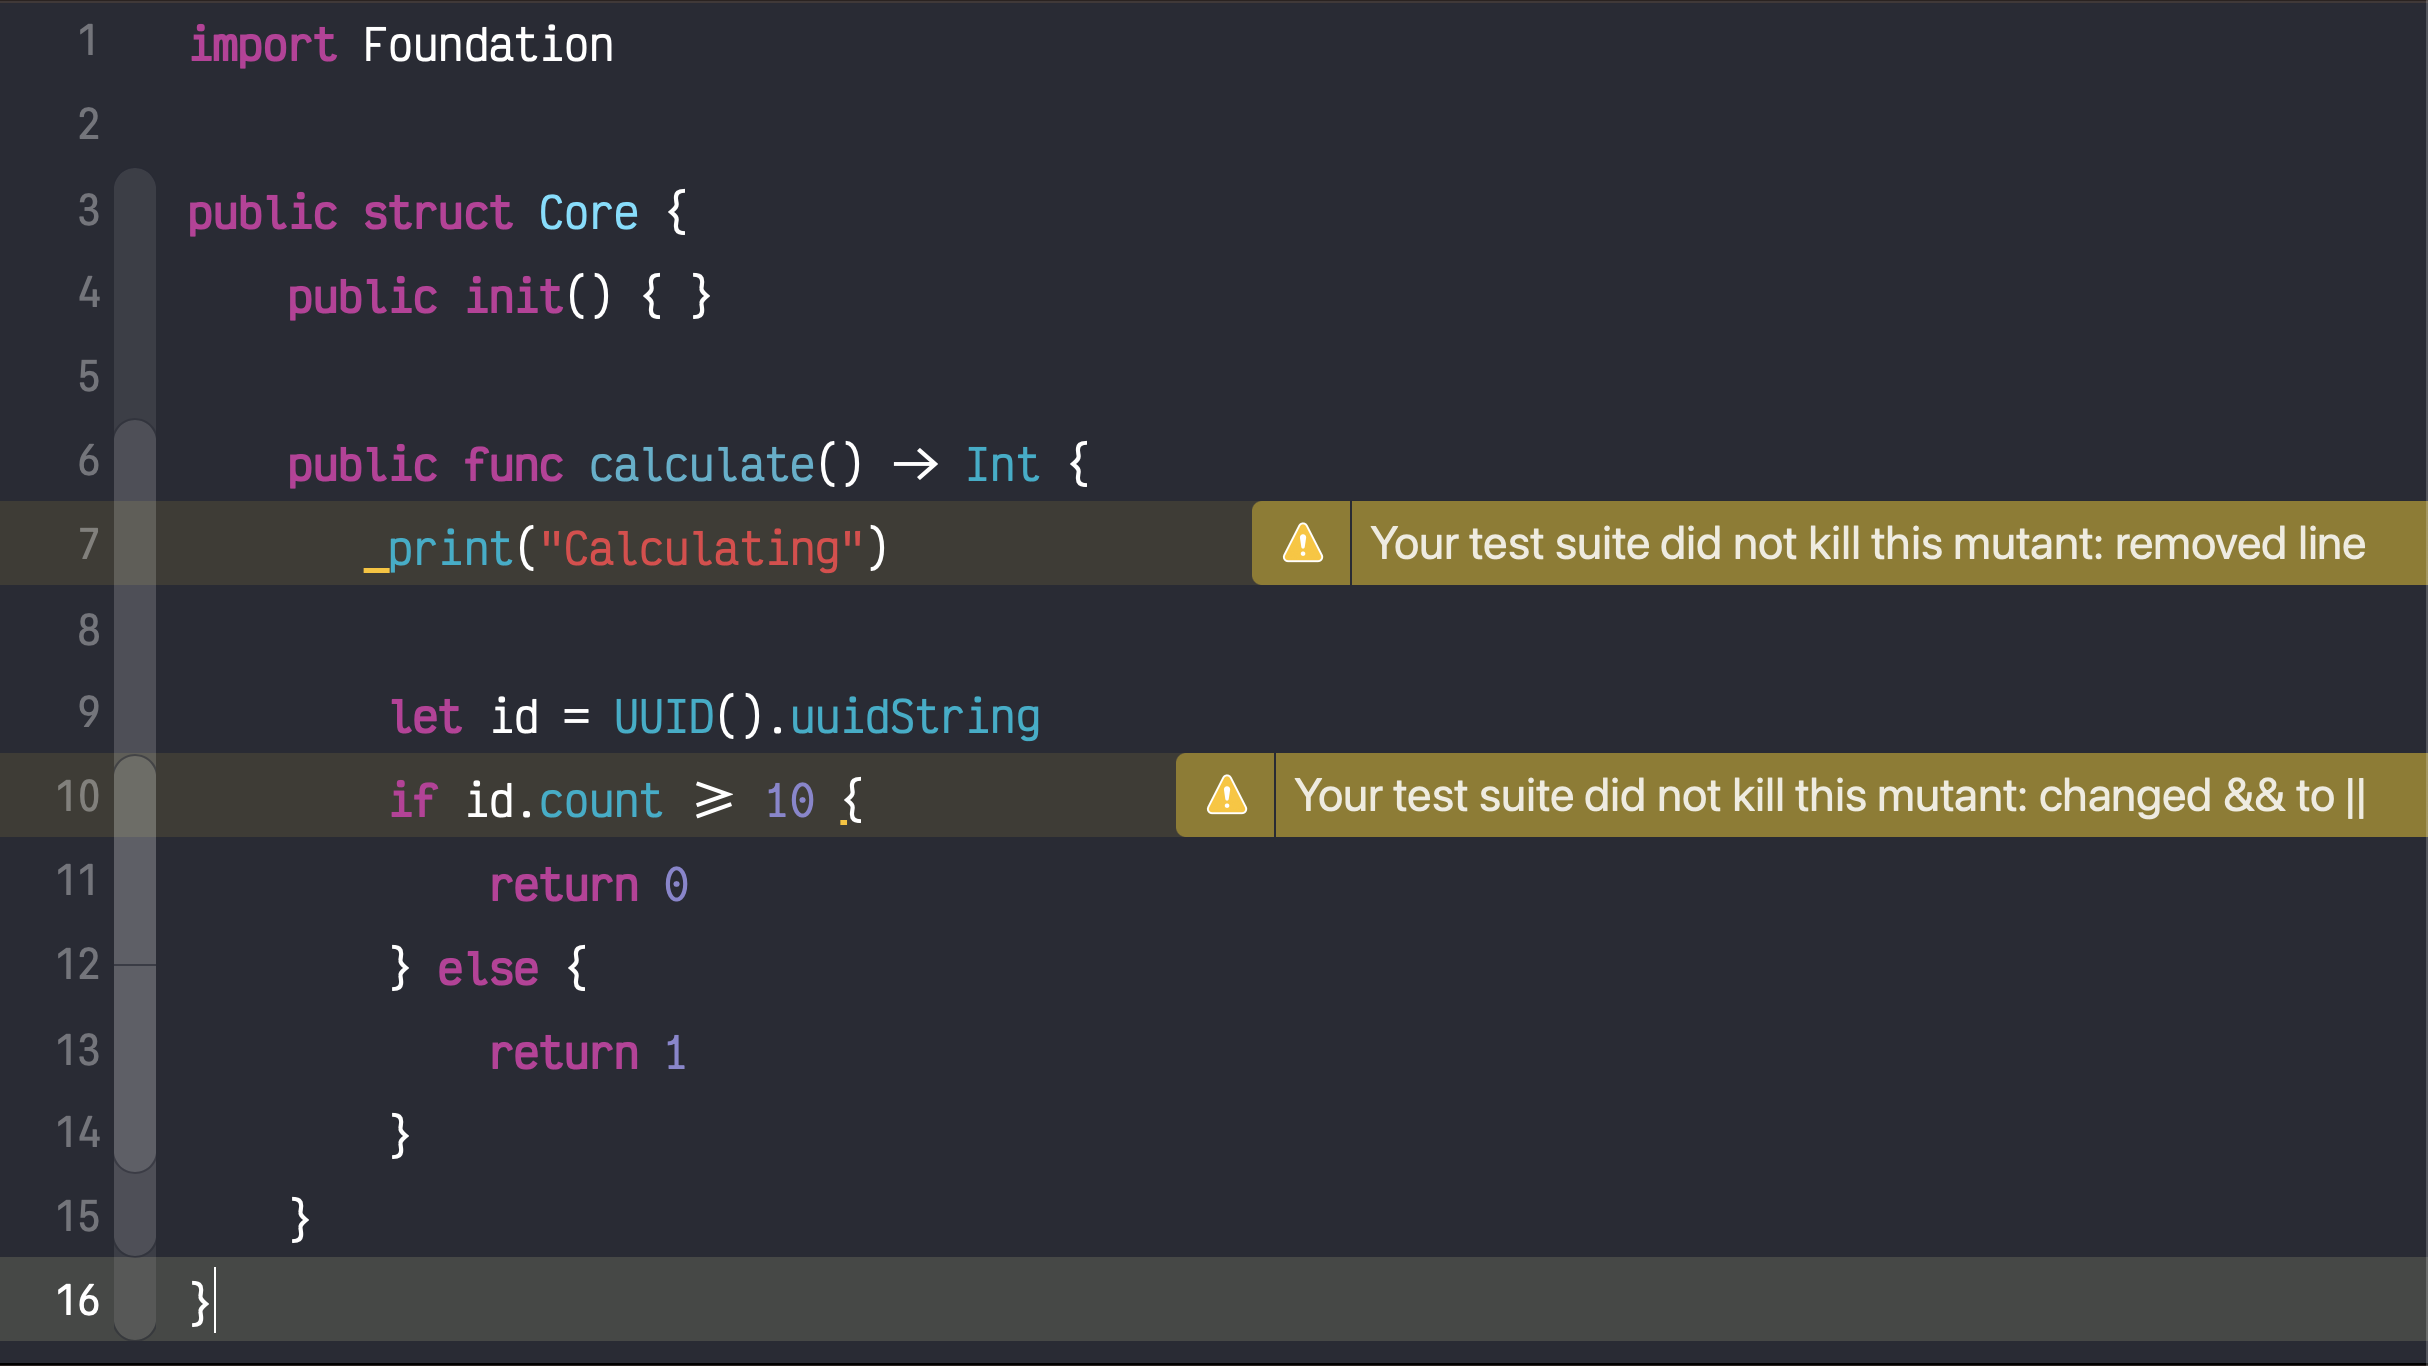 1 import Foundation
2
3 public struct Core {
4 public init() { }
5
6 public func calculate() -> Int {
7 print("Calculating") Your test suite did not kill this mutant: removed line
8
9 let id = UUID().uuidString
10 if id.count >= 10 { Your test suite did not kill this mutant: changed && to ||
11 return 0
12 } else {
13 return 1
14 }
15 }
16 }